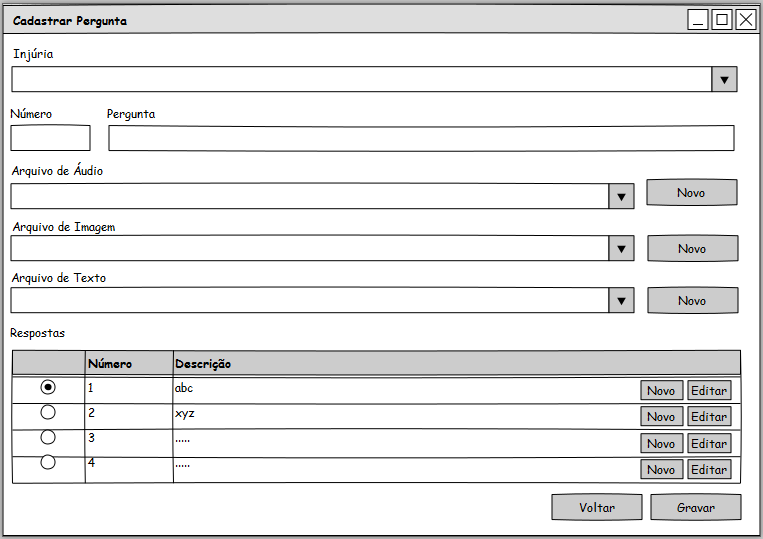 Cadastrar Pergunta
Injúria
Número Pergunta
Arquivo de Áudio
Novo
Arquivo de Imagem
Novo
Arquivo de Texto
Novo
Respostas
Número Descrição
1 abc Novo Editar
2 xyz Novo Editar
3 ..... Novo Editar
4 ..... Novo Editar
Voltar Gravar